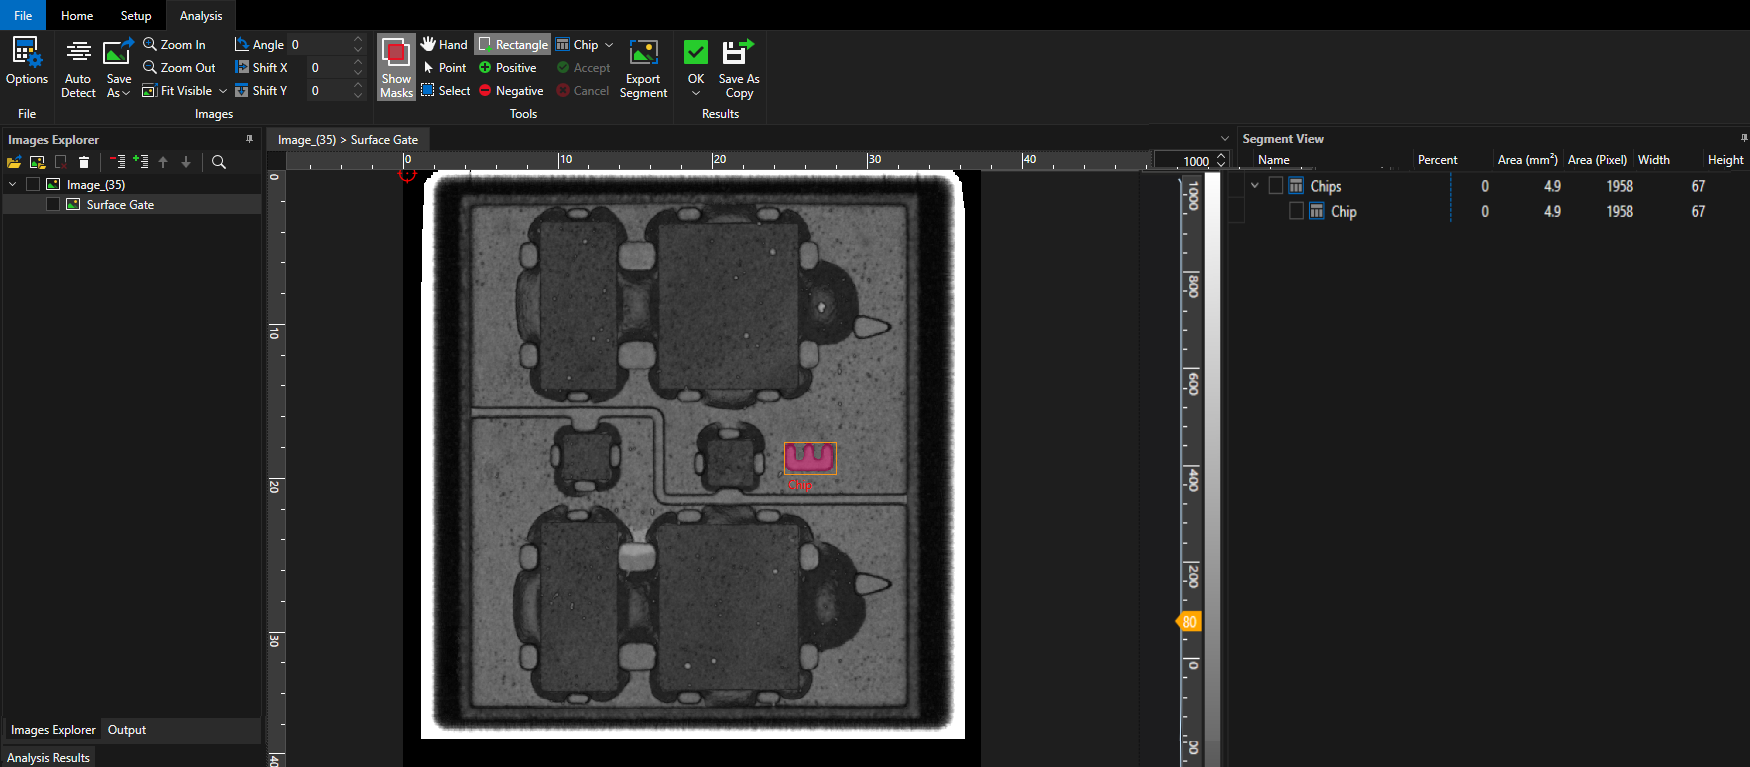 File Home Setup Analysis
Options
File
Auto Detect
Save As
Zoom In
Zoom Out
Fit Visible
Angle 0
Shift X 0
Shift Y 0
Images
Show Masks
Hand
Point
Select
Rectangle
Positive
Negative
Chip
Accept
Cancel
Export Segment
Tools
OK
Save As Copy
Results
Images Explorer
Image_(35)
Surface Gate
Images Explorer Output
Analysis Results
Image_(35) > Surface Gate
0 10 20 30 40
1000
0
10
20
30
40
Chip
1000
800
600
400
200
80
0
00
Segment View
Name Percent Area (mm²) Area (Pixel) Width Height
Chips 0 4.9 1958 67
Chip 0 4.9 1958 67